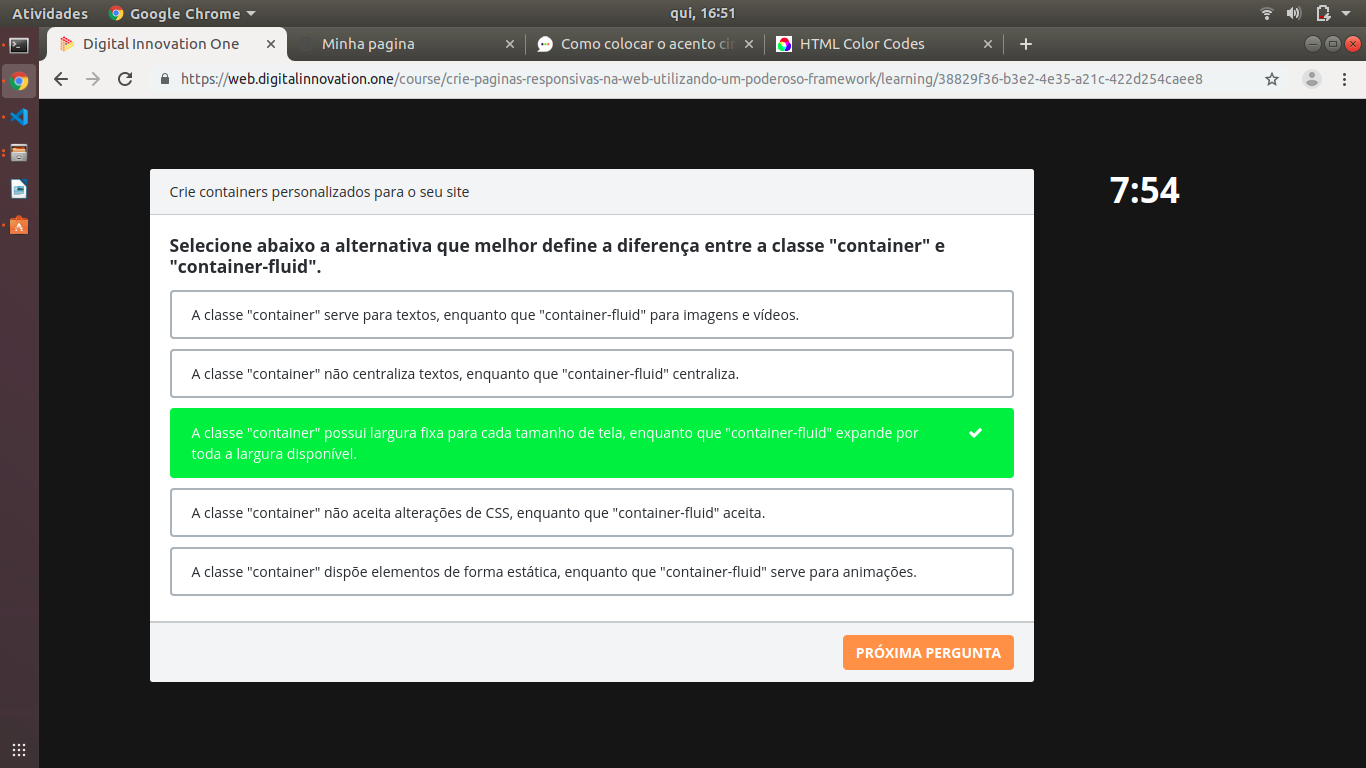 Atividades Google Chrome qui, 16:51
Digital Innovation One Minha pagina Como colocar o acento cir HTML Color Codes
https://web.digitalinnovation.one/course/crie-paginas-responsivas-na-web-utilizando-um-poderoso-framework/learning/38829f36-b3e2-4e35-a21c-422d254caee8
Crie containers personalizados para o seu site
7:54
Selecione abaixo a alternativa que melhor define a diferença entre a classe "container" e
"container-fluid".
A classe "container" serve para textos, enquanto que "container-fluid" para imagens e vídeos.
A classe "container" não centraliza textos, enquanto que "container-fluid" centraliza.
A classe "container" possui largura fixa para cada tamanho de tela, enquanto que "container-fluid" expande por
toda a largura disponível.
A classe "container" não aceita alterações de CSS, enquanto que "container-fluid" aceita.
A classe "container" dispõe elementos de forma estática, enquanto que "container-fluid" serve para animações.
PRÓXIMA PERGUNTA